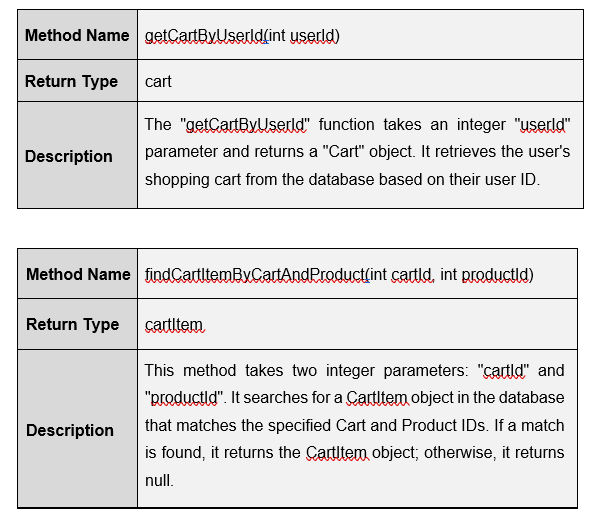 Method Name getCartByUserId(int userId)
Return Type cart
The "getCartByUserId" function takes an integer "userId"
Description parameter and returns a "Cart" object. It retrieves the user's
shopping cart from the database based on their user ID.
Method Name findCartItemByCartAndProduct(int cartId, int productId)
Return Type cartItem
This method takes two integer parameters: "cartId" and
"productId". It searches for a CartItem object in the database
Description that matches the specified Cart and Product IDs. If a match
is found, it returns the CartItem object; otherwise, it returns
null.